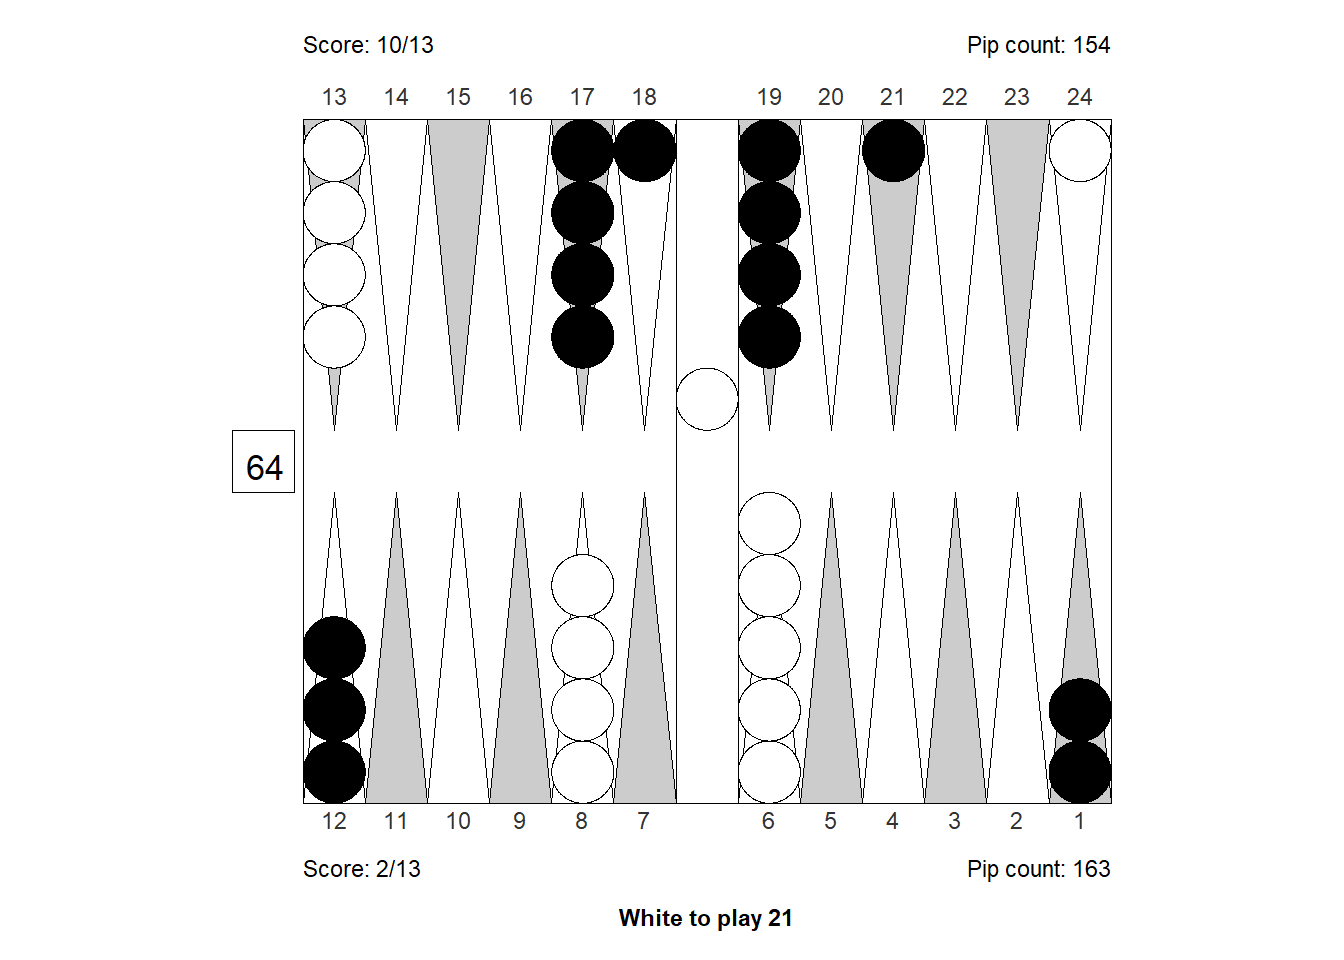 Score: 10/13 Pip count: 154
13 14 15 16 17 18 19 20 21 22 23 24
64
12 11 10 9 8 7 6 5 4 3 2 1
Score: 2/13 Pip count: 163
White to play 21